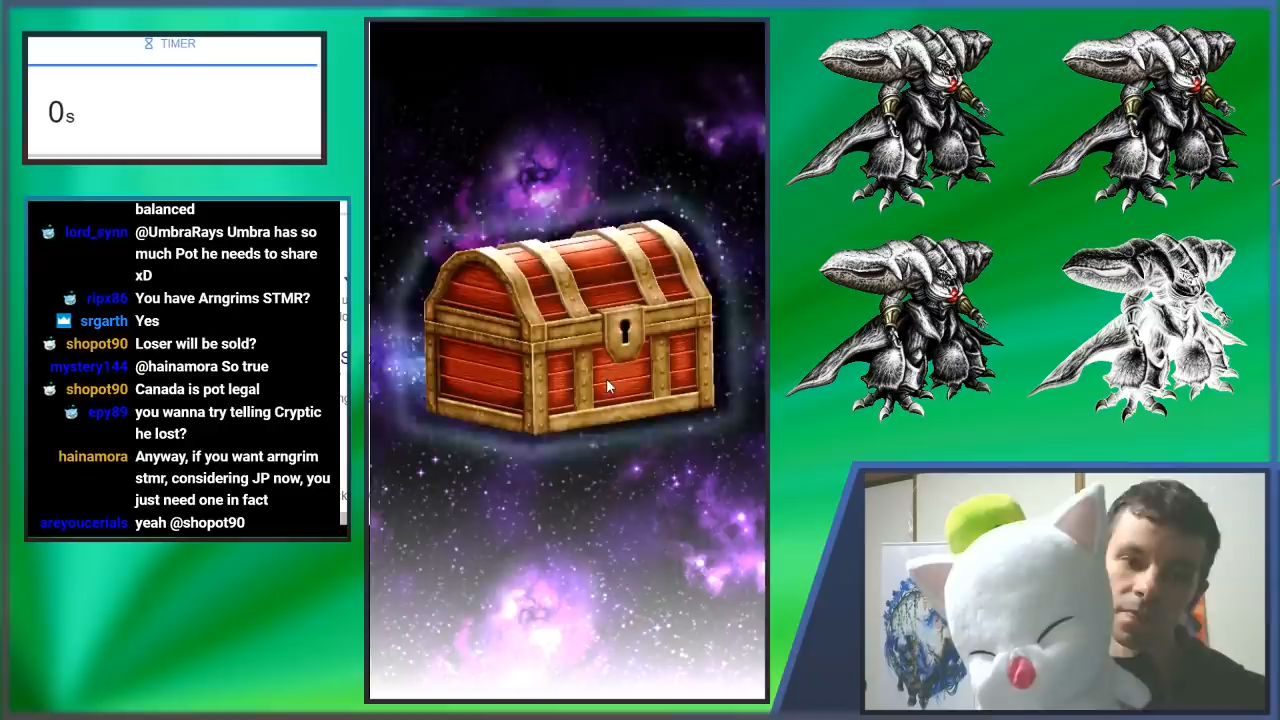 TIMER
0s
balanced
lord_synn @UmbraRays Umbra has so
much Pot he needs to share
xD
ripx86 You have Arngrims STMR?
srgarth Yes
shopot90 Loser will be sold?
mystery144 @hainamora So true
shopot90 Canada is pot legal
epy89 you wanna try telling Cryptic
he lost?
hainamora Anyway, if you want arngrim
stmr, considering JP now, you
just need one in fact
areyoucerials yeah @shopot90